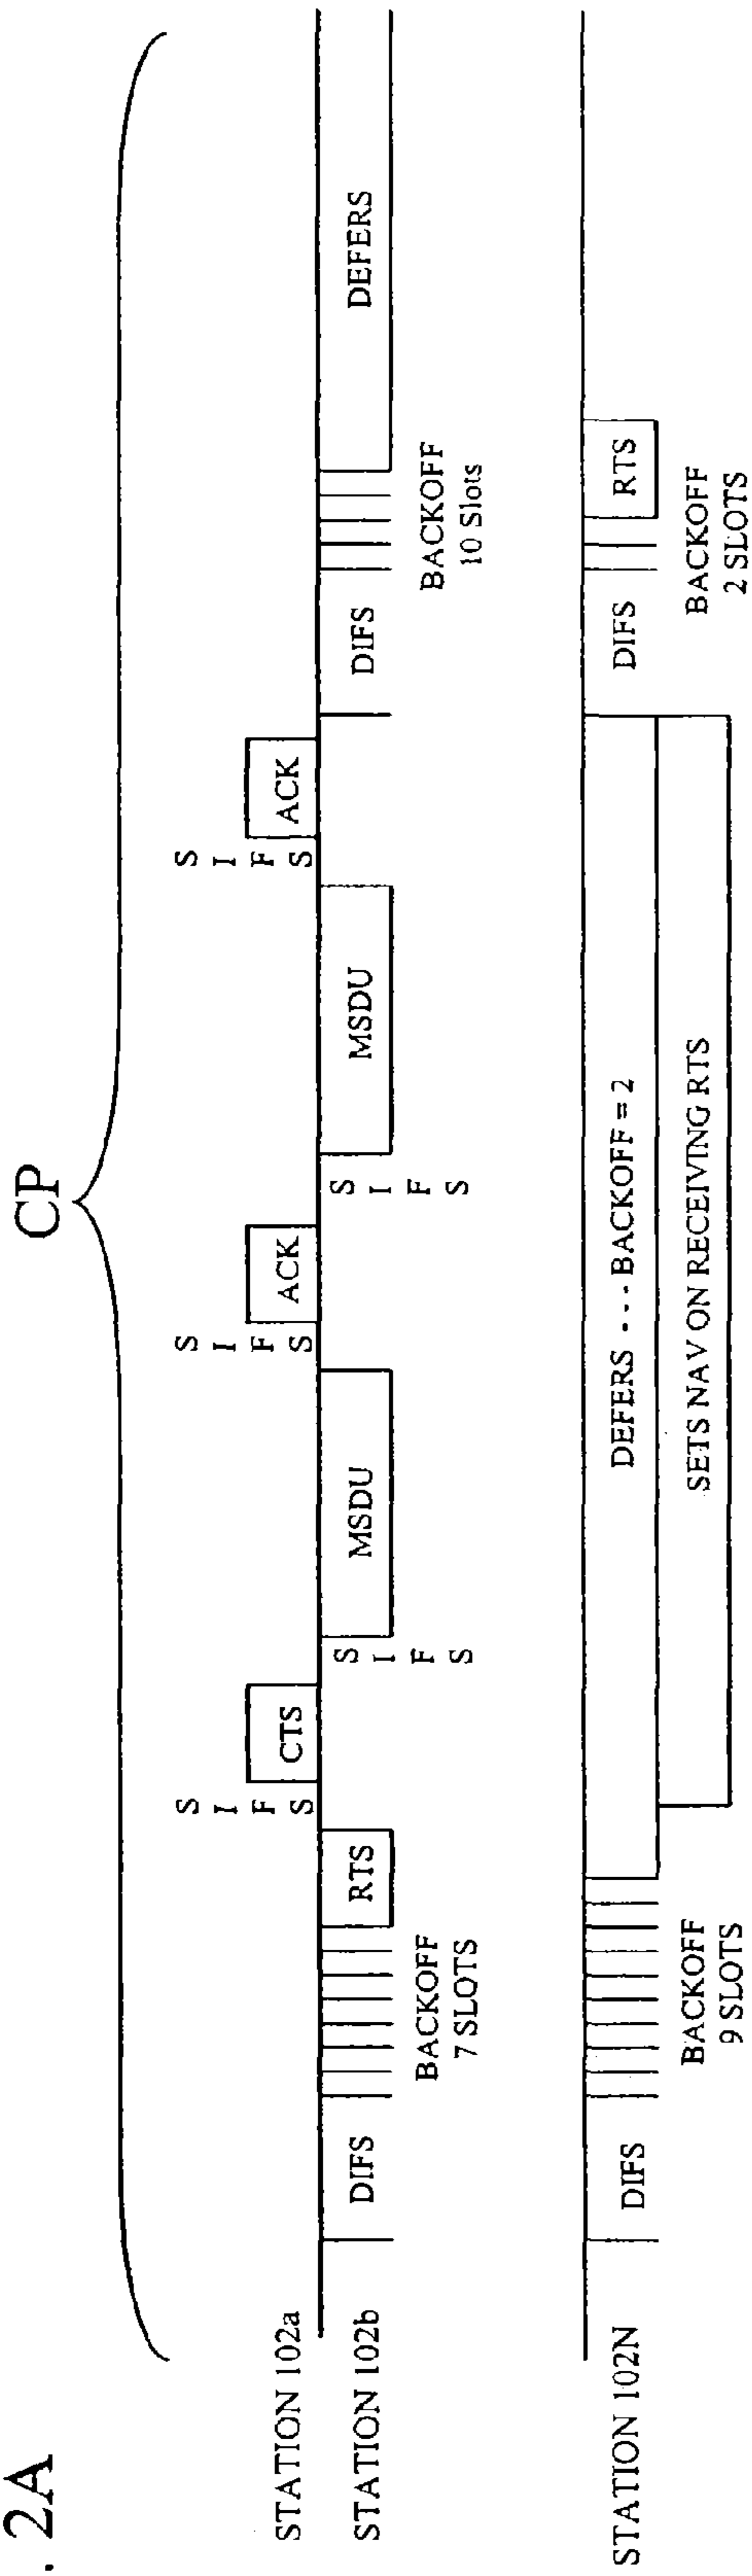 . 2A
CP
STATION 102a
SIFS
CTS
SIFS
ACK
SIFS
ACK
STATION 102b
DIFS
BACKOFF
7 SLOTS
RTS
SIFS
MSDU
SIFS
MSDU
DIFS
BACKOFF
10 Slots
DEFERS
STATION 102N
DIFS
BACKOFF
9 SLOTS
DEFERS --- BACKOFF = 2
SETS NAV ON RECEIVING RTS
DIFS
BACKOFF
2 SLOTS
RTS